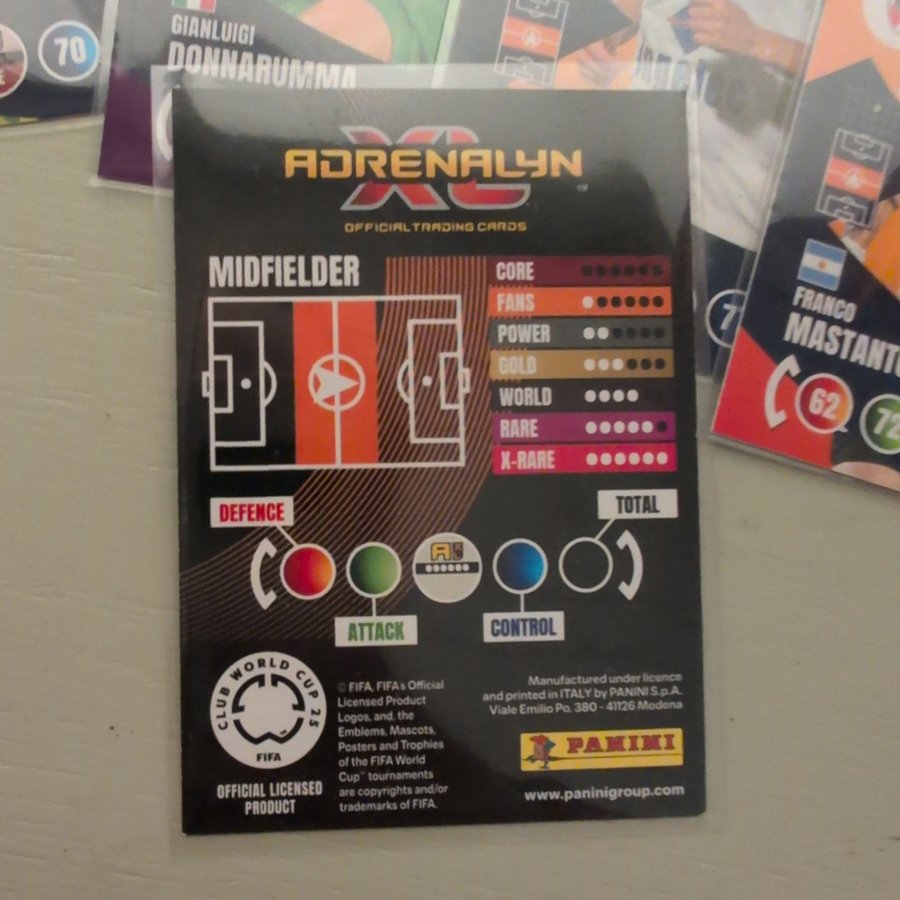 70
GIANLUIGI
DONNARUMMA
ADRENALYN
XL
OFFICIAL TRADING CARDS
MIDFIELDER
CORE
FANS
POWER
GOLD
WORLD
RARE
X-RARE
DEFENCE
TOTAL
ATTACK
CONTROL
CLUB WORLD CUP 25
FIFA
OFFICIAL LICENSED
PRODUCT
© FIFA, FIFA's Official
Licensed Product
Logos, and, the
Emblems, Mascots,
Posters and Trophies
of the FIFA World
Cup™ tournaments
are copyrights and/or
trademarks of FIFA.
Manufactured under licence
and printed in ITALY by PANINI S.p.A.
Viale Emilio Po, 380 - 41126 Modena
PANINI
www.paninigroup.com
FRANCO
MASTANT
62
72